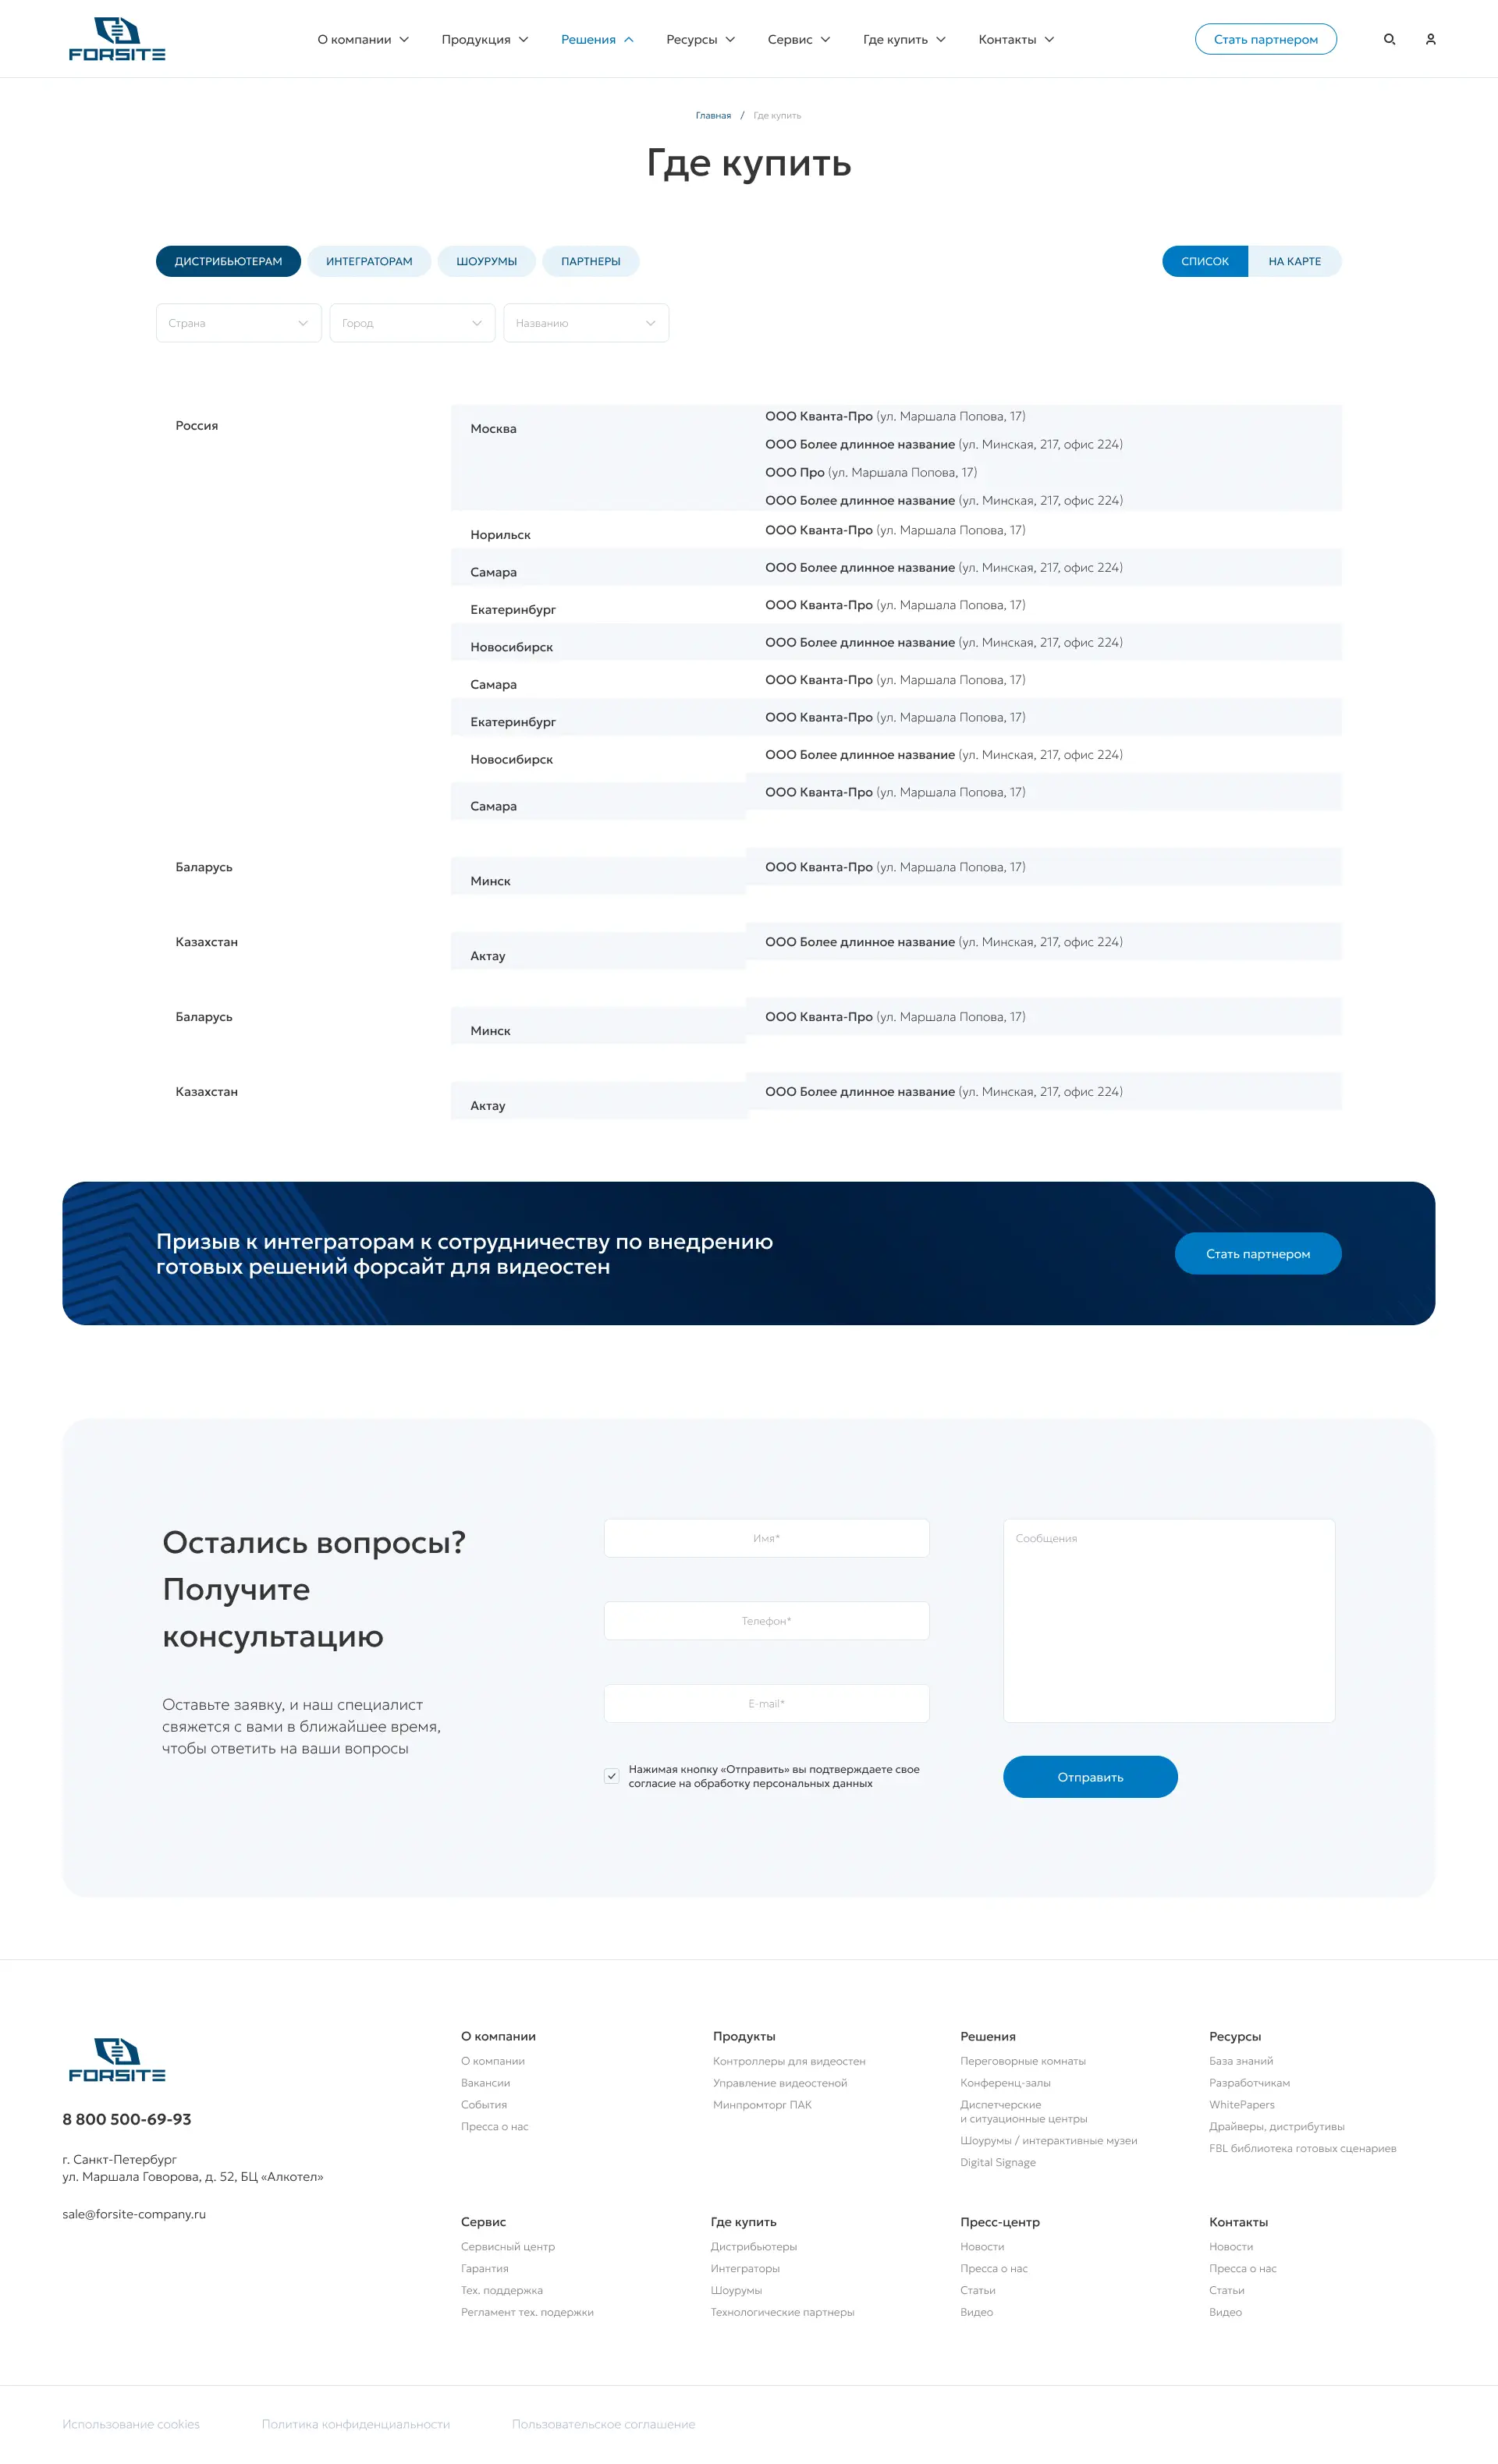 FORSITE
О компании
Продукция
Решения
Ресурсы
Сервис
Где купить
Контакты
Стать партнером
Главная / Где купить
Где купить
ДИСТРИБЬЮТЕРАМ
ИНТЕГРАТОРАМ
ШОУРУМЫ
ПАРТНЕРЫ
СПИСОК
НА КАРТЕ
Страна
Город
Названию
Россия
Москва
ООО Кванта-Про (ул. Маршала Попова, 17)
ООО Более длинное название (ул. Минская, 217, офис 224)
ООО Про (ул. Маршала Попова, 17)
ООО Более длинное название (ул. Минская, 217, офис 224)
Норильск
ООО Кванта-Про (ул. Маршала Попова, 17)
Самара
ООО Более длинное название (ул. Минская, 217, офис 224)
Екатеринбург
ООО Кванта-Про (ул. Маршала Попова, 17)
Новосибирск
ООО Более длинное название (ул. Минская, 217, офис 224)
Самара
ООО Кванта-Про (ул. Маршала Попова, 17)
Екатеринбург
ООО Кванта-Про (ул. Маршала Попова, 17)
Новосибирск
ООО Более длинное название (ул. Минская, 217, офис 224)
Самара
ООО Кванта-Про (ул. Маршала Попова, 17)
Баларусь
Минск
ООО Кванта-Про (ул. Маршала Попова, 17)
Казахстан
Актау
ООО Более длинное название (ул. Минская, 217, офис 224)
Баларусь
Минск
ООО Кванта-Про (ул. Маршала Попова, 17)
Казахстан
Актау
ООО Более длинное название (ул. Минская, 217, офис 224)
Призыв к интеграторам к сотрудничеству по внедрению
готовых решений форсайт для видеостен
Стать партнером
Остались вопросы?
Получите
консультацию
Оставьте заявку, и наш специалист
свяжется с вами в ближайшее время,
чтобы ответить на ваши вопросы
Имя*
Телефон*
E-mail*
Нажимая кнопку «Отправить» вы подтверждаете свое
согласие на обработку персональных данных
Сообщения
Отправить
FORSITE
8 800 500-69-93
г. Санкт-Петербург
ул. Маршала Говорова, д. 52, БЦ «Алкотел»
sale@forsite-company.ru
О компании
О компании
Вакансии
События
Пресса о нас
Продукты
Контроллеры для видеостен
Управление видеостеной
Минпромторг ПАК
Решения
Переговорные комнаты
Конференц-залы
Диспетчерские
и ситуационные центры
Шоурумы / интерактивные музеи
Digital Signage
Ресурсы
База знаний
Разработчикам
WhitePapers
Драйверы, дистрибутивы
FBL библиотека готовых сценариев
Сервис
Сервисный центр
Гарантия
Тех. поддержка
Регламент тех. подержки
Где купить
Дистрибьютеры
Интеграторы
Шоурумы
Технологические партнеры
Пресс-центр
Новости
Пресса о нас
Статьи
Видео
Контакты
Новости
Пресса о нас
Статьи
Видео
Использование cookies
Политика конфиденциальности
Пользовательское соглашение